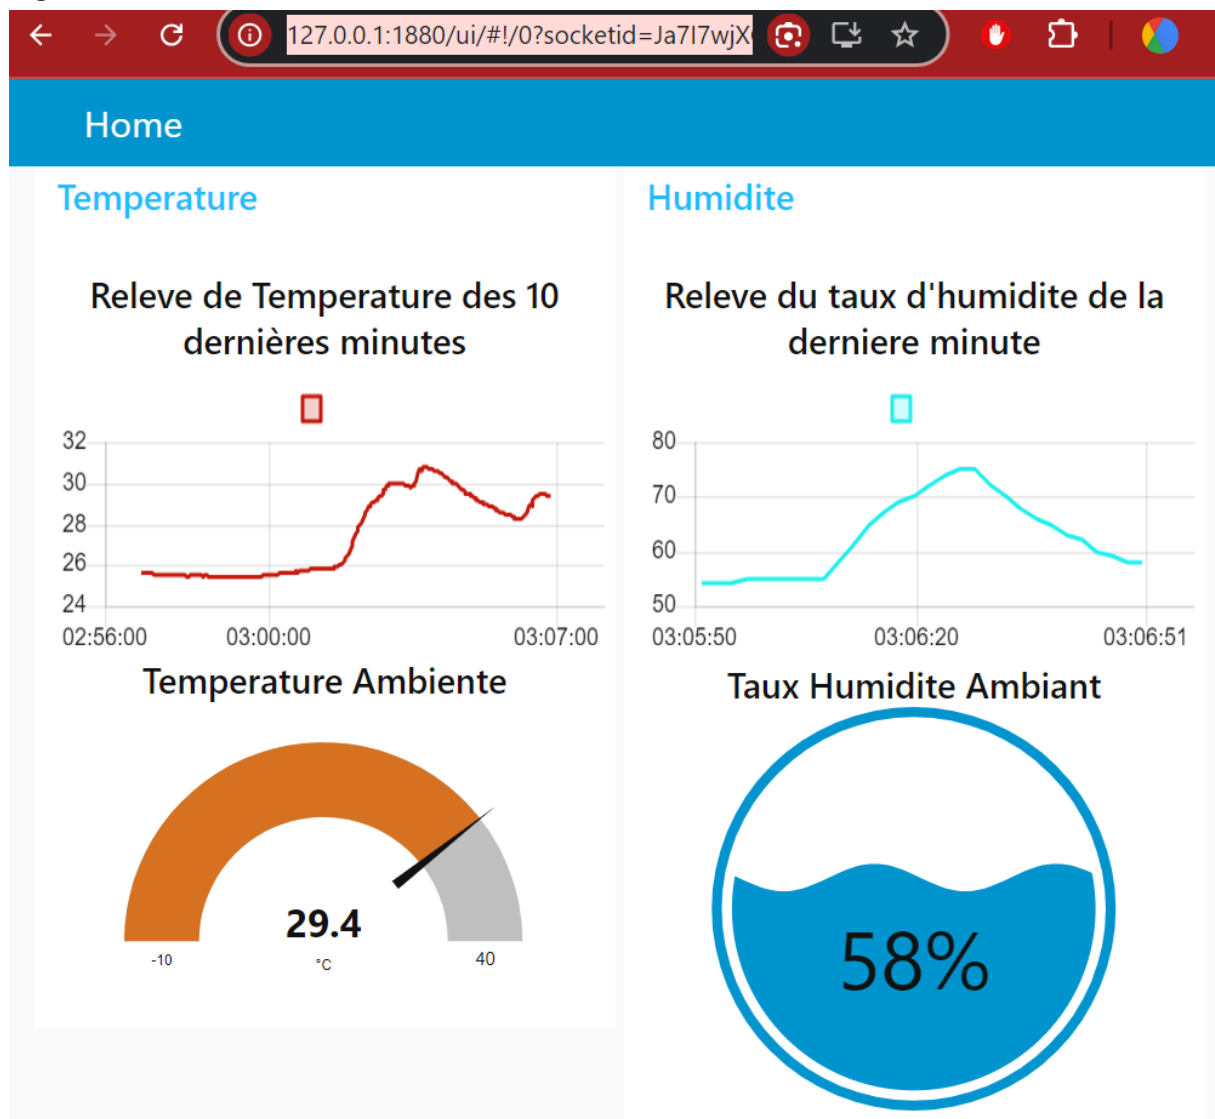 127.0.0.1:1880/ui/#!/0?socketid=Ja7I7wjX
Home
Temperature
Releve de Temperature des 10
dernières minutes
32
30
28
26
24
02:56:00 03:00:00 03:07:00
Temperature Ambiente
29.4
-10 °C 40
Humidite
Releve du taux d'humidite de la
derniere minute
80
70
60
50
03:05:50 03:06:20 03:06:51
Taux Humidite Ambiant
58%